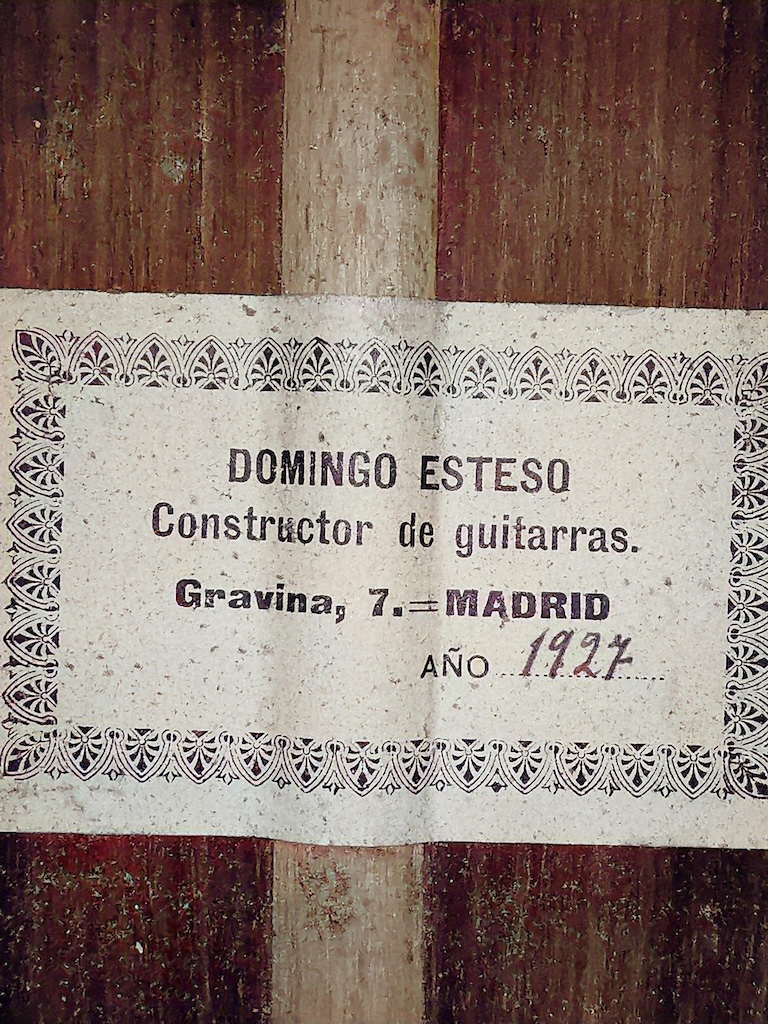 DOMINGO ESTESO
Constructor de guitarras.
Gravina, 7.=MADRID
AÑO 1927